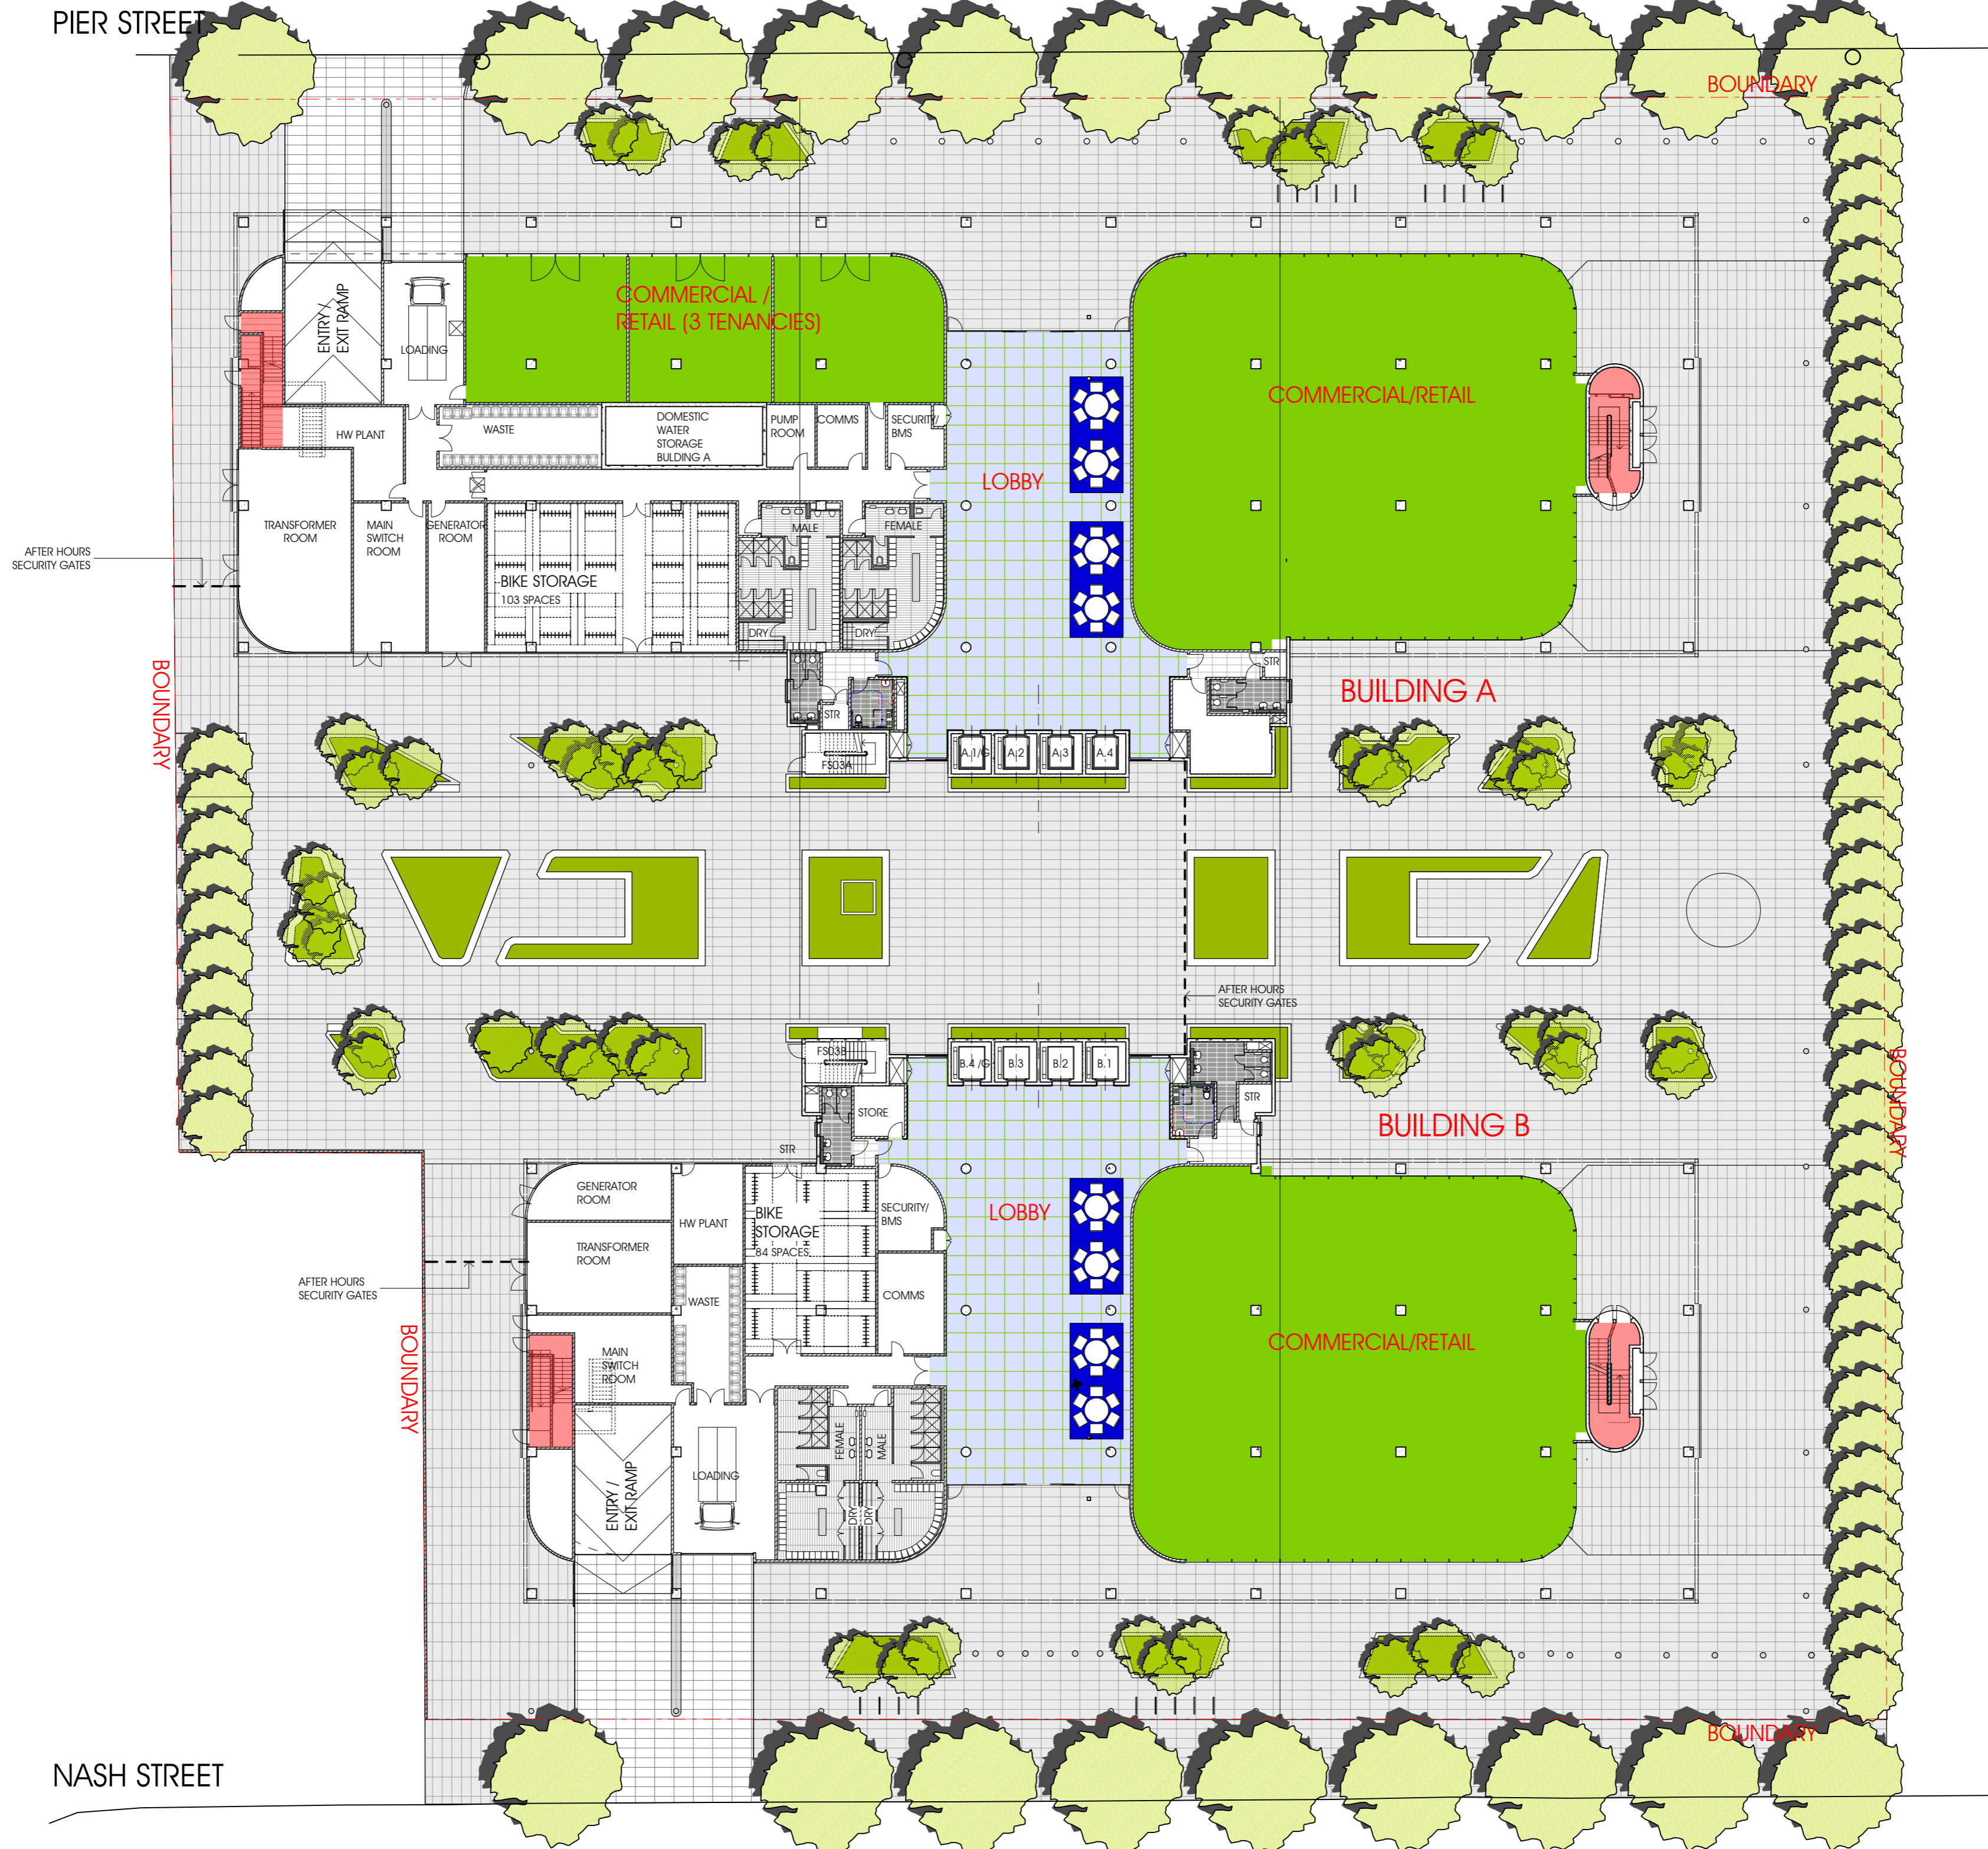 PIER STREET
BOUNDARY
COMMERCIAL /
RETAIL (3 TENANCIES)
ENTRY /
EXIT RAMP
LOADING
COMMERCIAL/RETAIL
HW PLANT
WASTE
DOMESTIC
WATER
STORAGE
BULDING A
PUMP
ROOM
COMMS
SECURITY/
BMS
LOBBY
TRANSFORMER
ROOM
MAIN
SWITCH
ROOM
GENERATOR
ROOM
BIKE STORAGE
103 SPACES
MALE
FEMALE
DRY
DRY
AFTER HOURS
SECURITY GATES
BOUNDARY
STR
STR
BUILDING A
FS03A
A.1/G
A.2
A.3
A.4
AFTER HOURS
SECURITY GATES
FS03B
B.4 /G
B.3
B.2
B.1
STORE
STR
STR
BUILDING B
BOUNDARY
GENERATOR
ROOM
TRANSFORMER
ROOM
HW PLANT
BIKE
STORAGE
84 SPACES
SECURITY/
BMS
LOBBY
COMMS
WASTE
AFTER HOURS
SECURITY GATES
BOUNDARY
MAIN
SWITCH
ROOM
COMMERCIAL/RETAIL
ENTRY /
EXIT RAMP
LOADING
FEMALE
MALE
DRY
DRY
BOUNDARY
NASH STREET